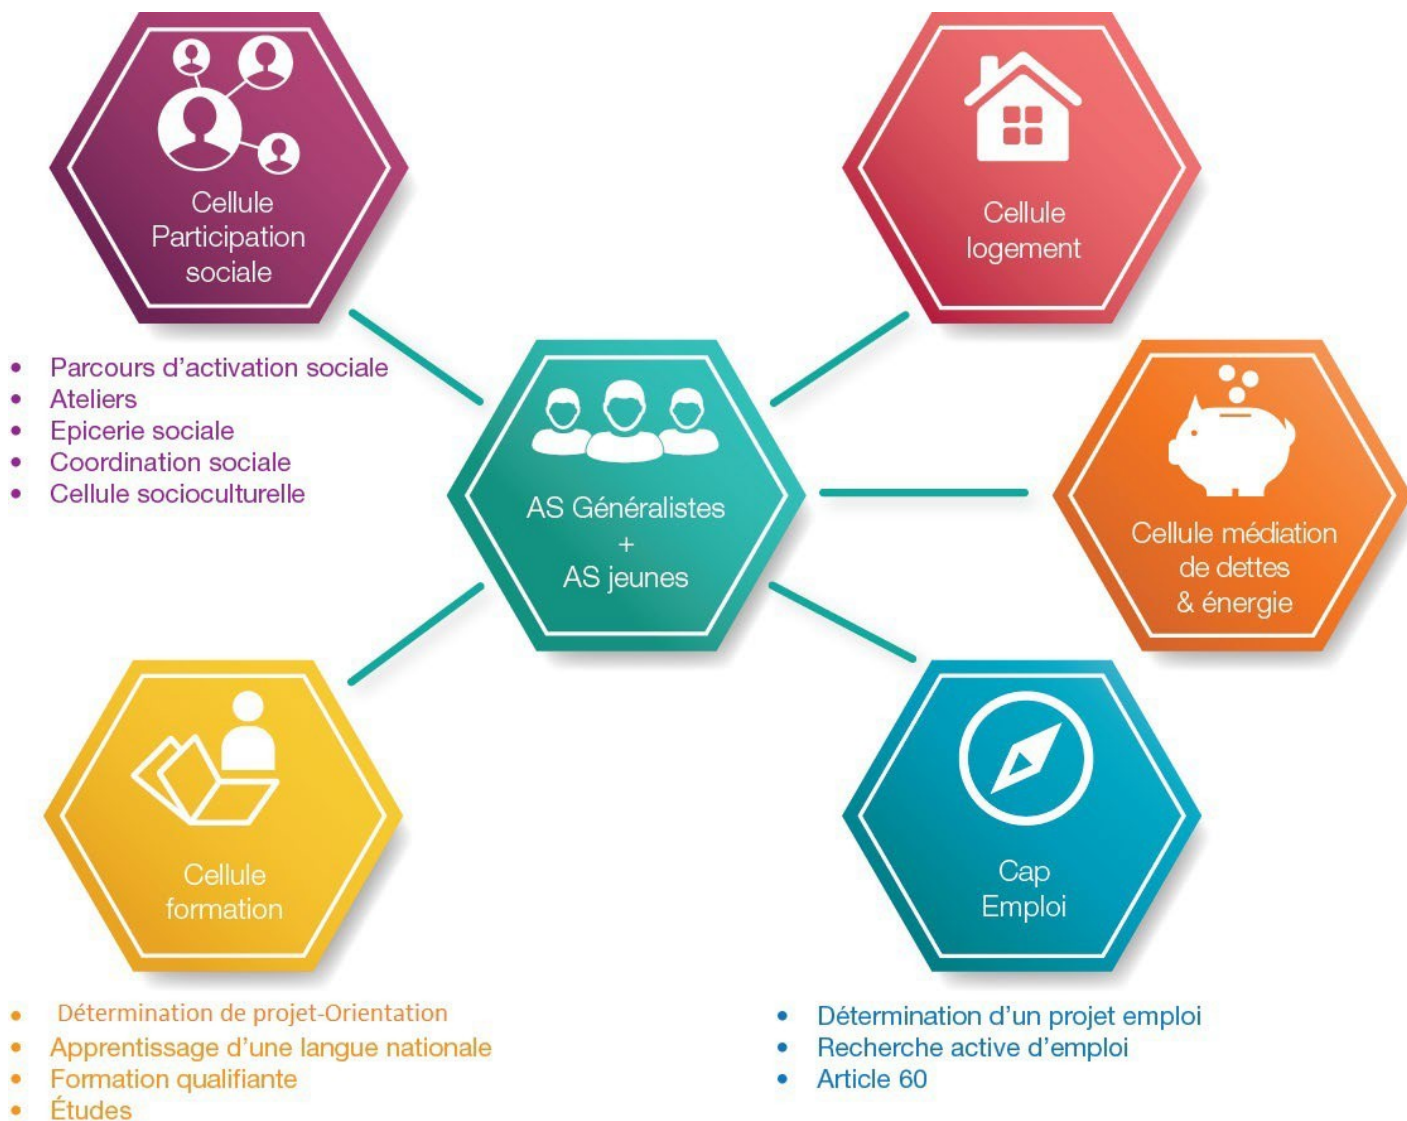 Cellule
Participation
sociale
Cellule
logement
• Parcours d’activation sociale
• Ateliers
• Epicerie sociale
• Coordination sociale
• Cellule socioculturelle
AS Généralistes
+
AS jeunes
Cellule médiation
de dettes
& énergie
Cellule
formation
Cap
Emploi
• Détermination de projet-Orientation
• Apprentissage d’une langue nationale
• Formation qualifiante
• Études
• Détermination d’un projet emploi
• Recherche active d’emploi
• Article 60